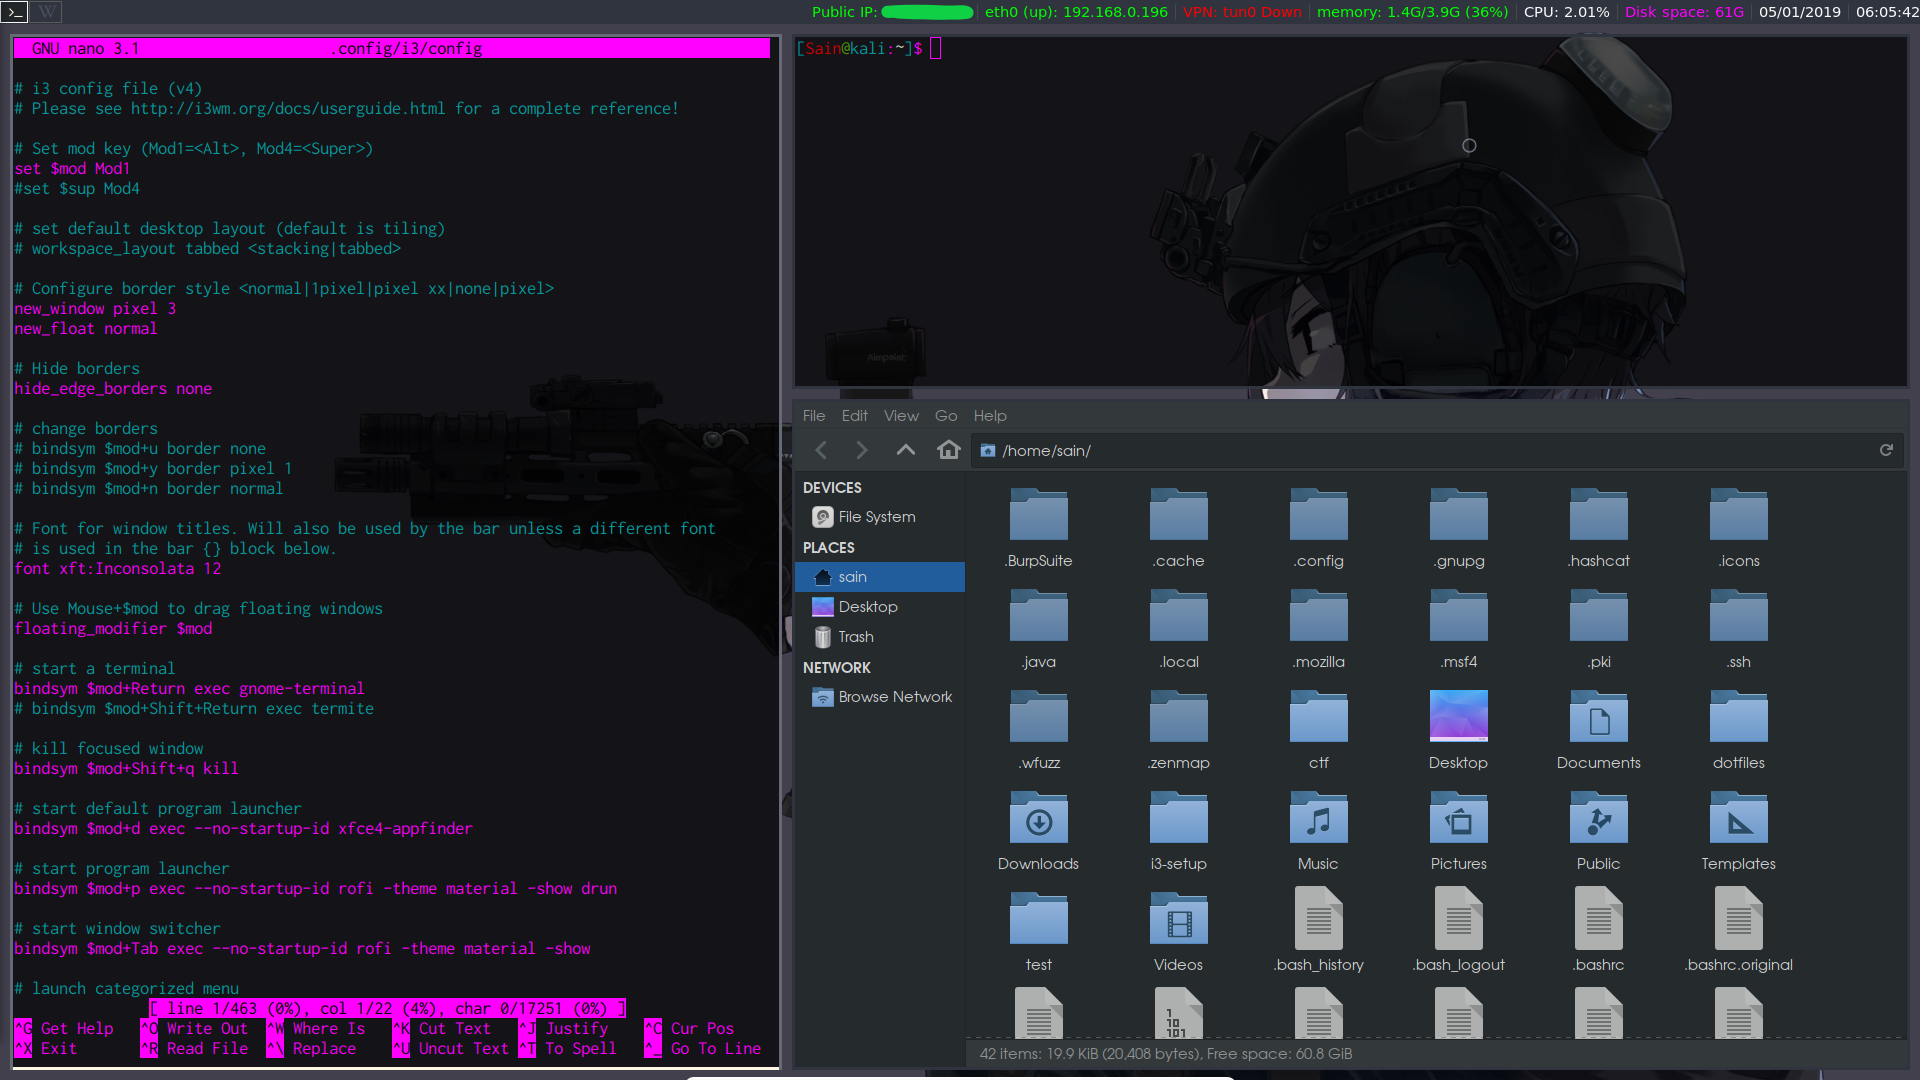 >_ W
Public IP: eth0 (up): 192.168.0.196 VPN: tun0 Down memory: 1.4G/3.9G (36%) CPU: 2.01% Disk space: 61G 05/01/2019 06:05:42
GNU nano 3.1 .config/i3/config
# i3 config file (v4)
# Please see http://i3wm.org/docs/userguide.html for a complete reference!
# Set mod key (Mod1=<Alt>, Mod4=<Super>)
set $mod Mod1
#set $sup Mod4
# set default desktop layout (default is tiling)
# workspace_layout tabbed <stacking|tabbed>
# Configure border style <normal|1pixel|pixel xx|none|pixel>
new_window pixel 3
new_float normal
# Hide borders
hide_edge_borders none
# change borders
# bindsym $mod+u border none
# bindsym $mod+y border pixel 1
# bindsym $mod+n border normal
# Font for window titles. Will also be used by the bar unless a different font
# is used in the bar {} block below.
font xft:Inconsolata 12
# Use Mouse+$mod to drag floating windows
floating_modifier $mod
# start a terminal
bindsym $mod+Return exec gnome-terminal
# bindsym $mod+Shift+Return exec termite
# kill focused window
bindsym $mod+Shift+q kill
# start default program launcher
bindsym $mod+d exec --no-startup-id xfce4-appfinder
# start program launcher
bindsym $mod+p exec --no-startup-id rofi -theme material -show drun
# start window switcher
bindsym $mod+Tab exec --no-startup-id rofi -theme material -show
# launch categorized menu
[ line 1/463 (0%), col 1/22 (4%), char 0/17251 (0%) ]
^G Get Help ^O Write Out ^W Where Is ^K Cut Text ^J Justify ^C Cur Pos
^X Exit ^R Read File ^\ Replace ^U Uncut Text ^T To Spell ^_ Go To Line
[Sain@kali:~]$
Aimpoint
File Edit View Go Help
/home/sain/
DEVICES
File System
PLACES
sain
Desktop
Trash
NETWORK
Browse Network
.BurpSuite .cache .config .gnupg .hashcat .icons
.java .local .mozilla .msf4 .pki .ssh
.wfuzz .zenmap ctf Desktop Documents dotfiles
Downloads i3-setup Music Pictures Public Templates
test Videos .bash_history .bash_logout .bashrc .bashrc.original
1
10
101
42 items: 19.9 KiB (20,408 bytes), Free space: 60.8 GiB